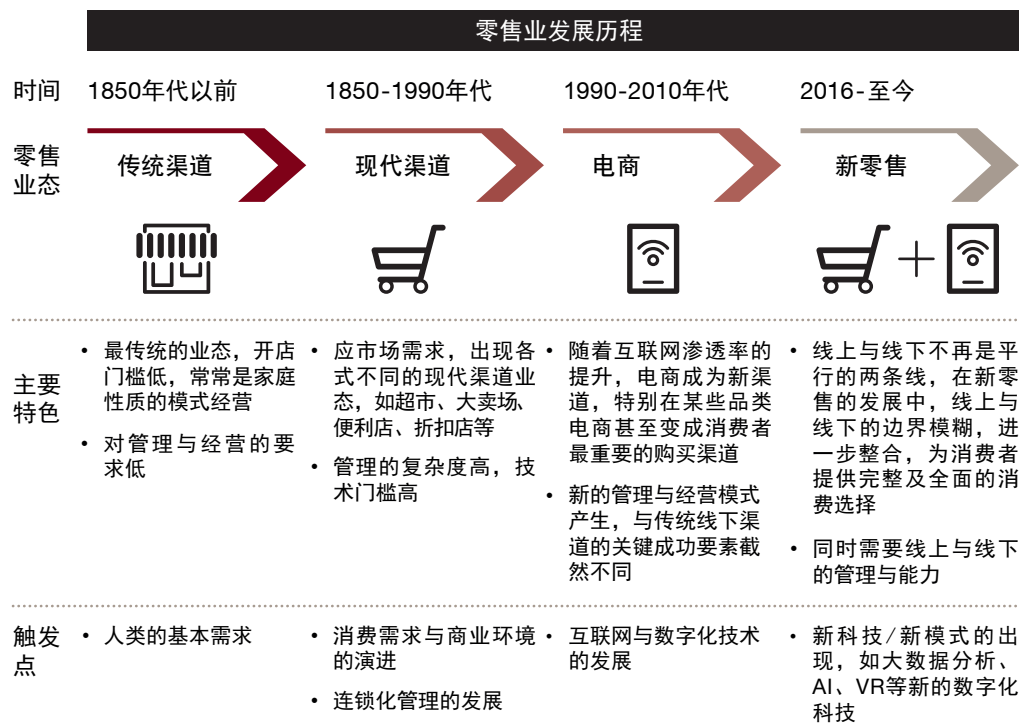 零售业发展历程
时间
1850年代以前
1850-1990年代
1990-2010年代
2016-至今
零售
业态
传统渠道
现代渠道
电商
新零售
主要
特色
• 最传统的业态，开店
门槛低，常常是家庭
性质的模式经营
• 对管理与经营的要
求低
• 应市场需求，出现各
式不同的现代渠道业
态，如超市、大卖场、
便利店、折扣店等
• 管理的复杂度高，技
术门槛高
• 随着互联网渗透率的
提升，电商成为新渠
道，特别在某些品类
电商甚至变成消费者
最重要的购买渠道
• 新的管理与经营模式
产生，与传统线下渠
道的关键成功要素截
然不同
• 线上与线下不再是平
行的两条线，在新零
售的发展中，线上与
线下的边界模糊，进
一步整合，为消费者
提供完整及全面的消
费选择
• 同时需要线上与线下
的管理与能力
触发
点
• 人类的基本需求
• 消费需求与商业环境
的演进
• 连锁化管理的发展
• 互联网与数字化技术
的发展
• 新科技/新模式的出
现，如大数据分析、
AI、VR等新的数字化
科技